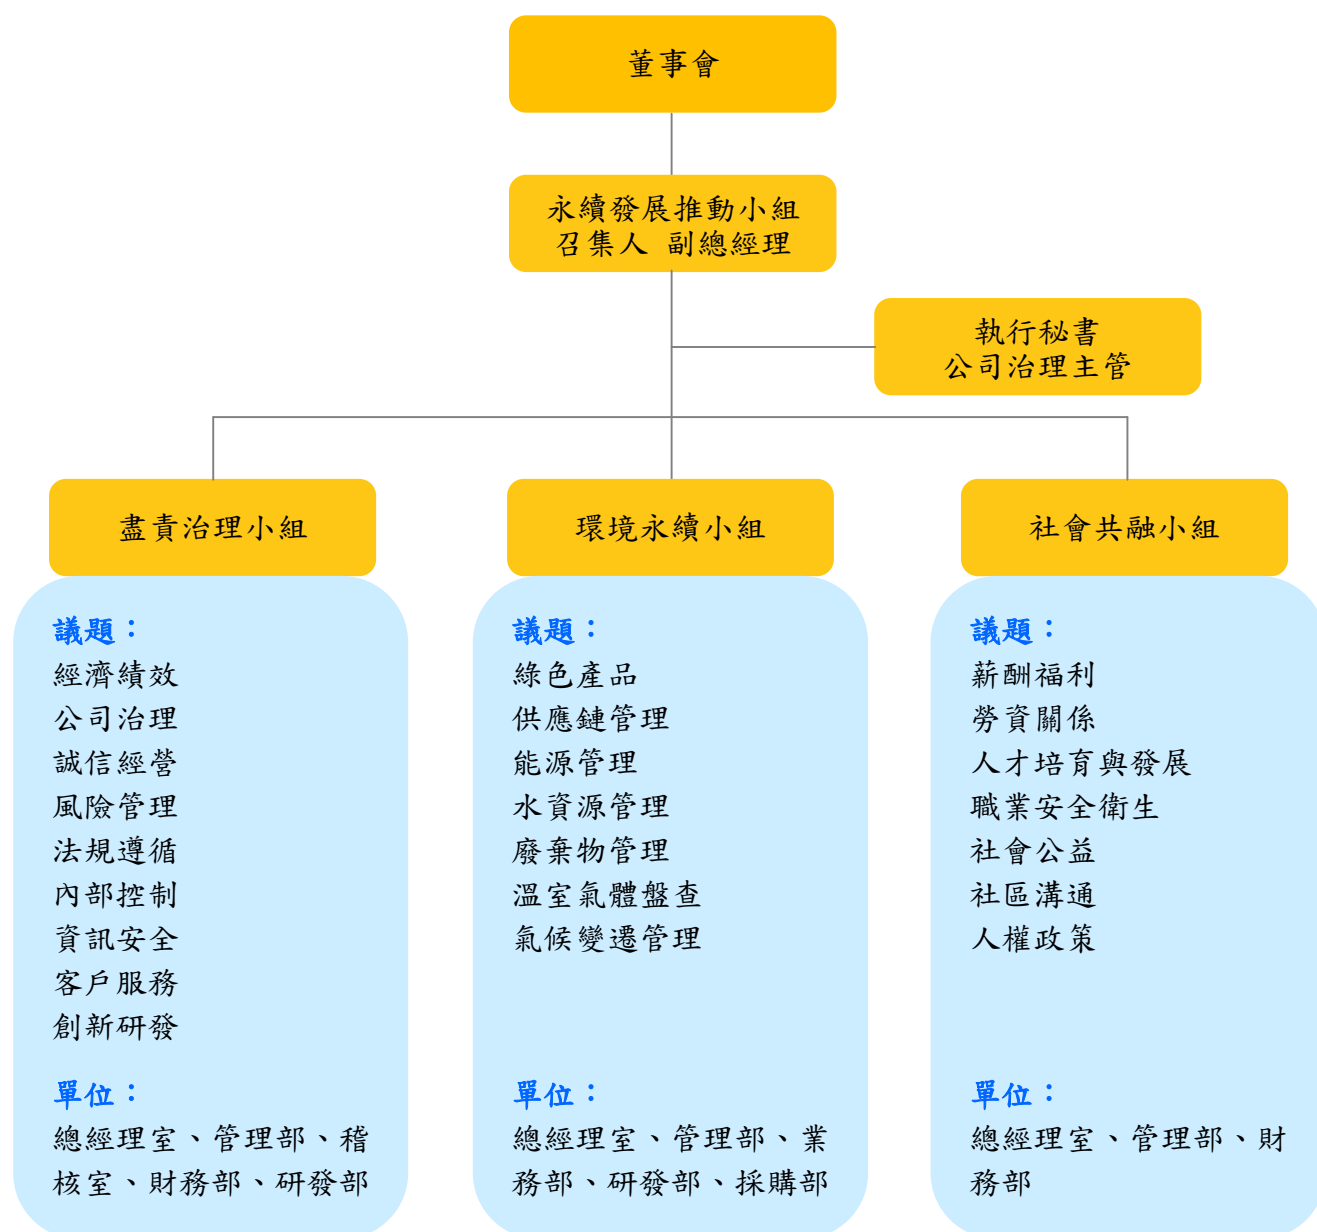 董事會
永續發展推動小組
召集人 副總經理
執行秘書
公司治理主管
盡責治理小組
議題：
經濟績效
公司治理
誠信經營
風險管理
法規遵循
內部控制
資訊安全
客戶服務
創新研發
單位：
總經理室、管理部、稽
核室、財務部、研發部
環境永續小組
議題：
綠色產品
供應鏈管理
能源管理
水資源管理
廢棄物管理
溫室氣體盤查
氣候變遷管理
單位：
總經理室、管理部、業
務部、研發部、採購部
社會共融小組
議題：
薪酬福利
勞資關係
人才培育與發展
職業安全衛生
社會公益
社區溝通
人權政策
單位：
總經理室、管理部、財
務部